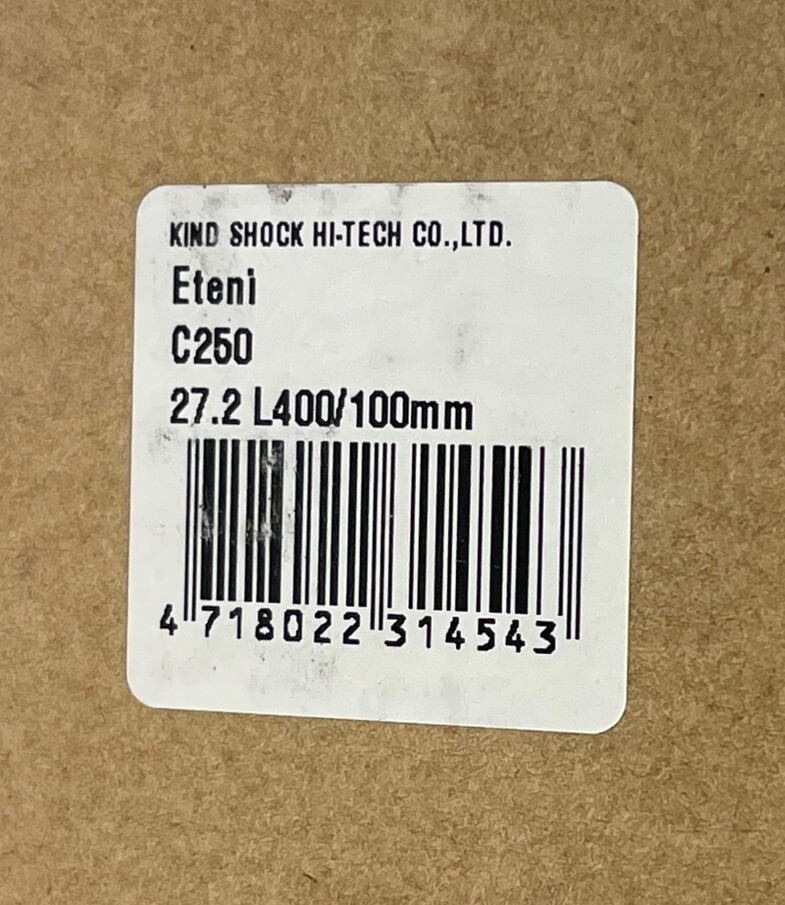 KIND SHOCK HI-TECH CO.,LTD.
Eteni
C250
27.2 L400/100mm
4 718022 314543